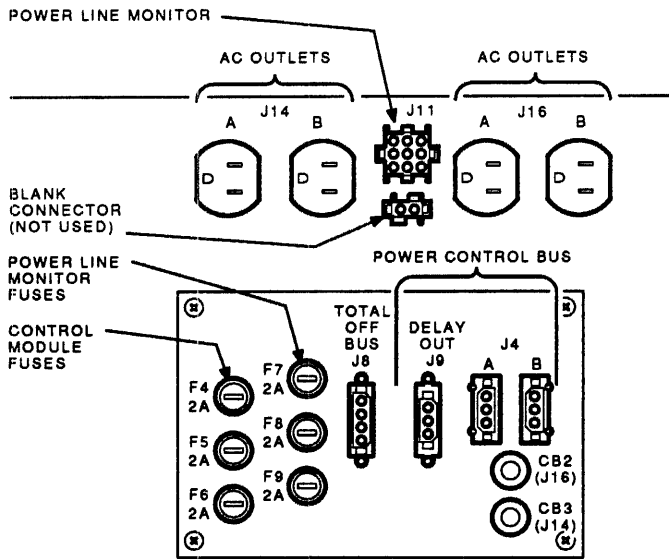 POWER LINE MONITOR
AC OUTLETS
AC OUTLETS
J14
J11
J16
A
B
A
B
BLANK
CONNECTOR
(NOT USED)
POWER LINE
MONITOR
FUSES
CONTROL
MODULE
FUSES
POWER CONTROL BUS
TOTAL
OFF
BUS
J8
DELAY
OUT
J9
J4
A
B
F4
2A
F7
2A
F5
2A
F8
2A
F6
2A
F9
2A
CB2
(J16)
CB3
(J14)